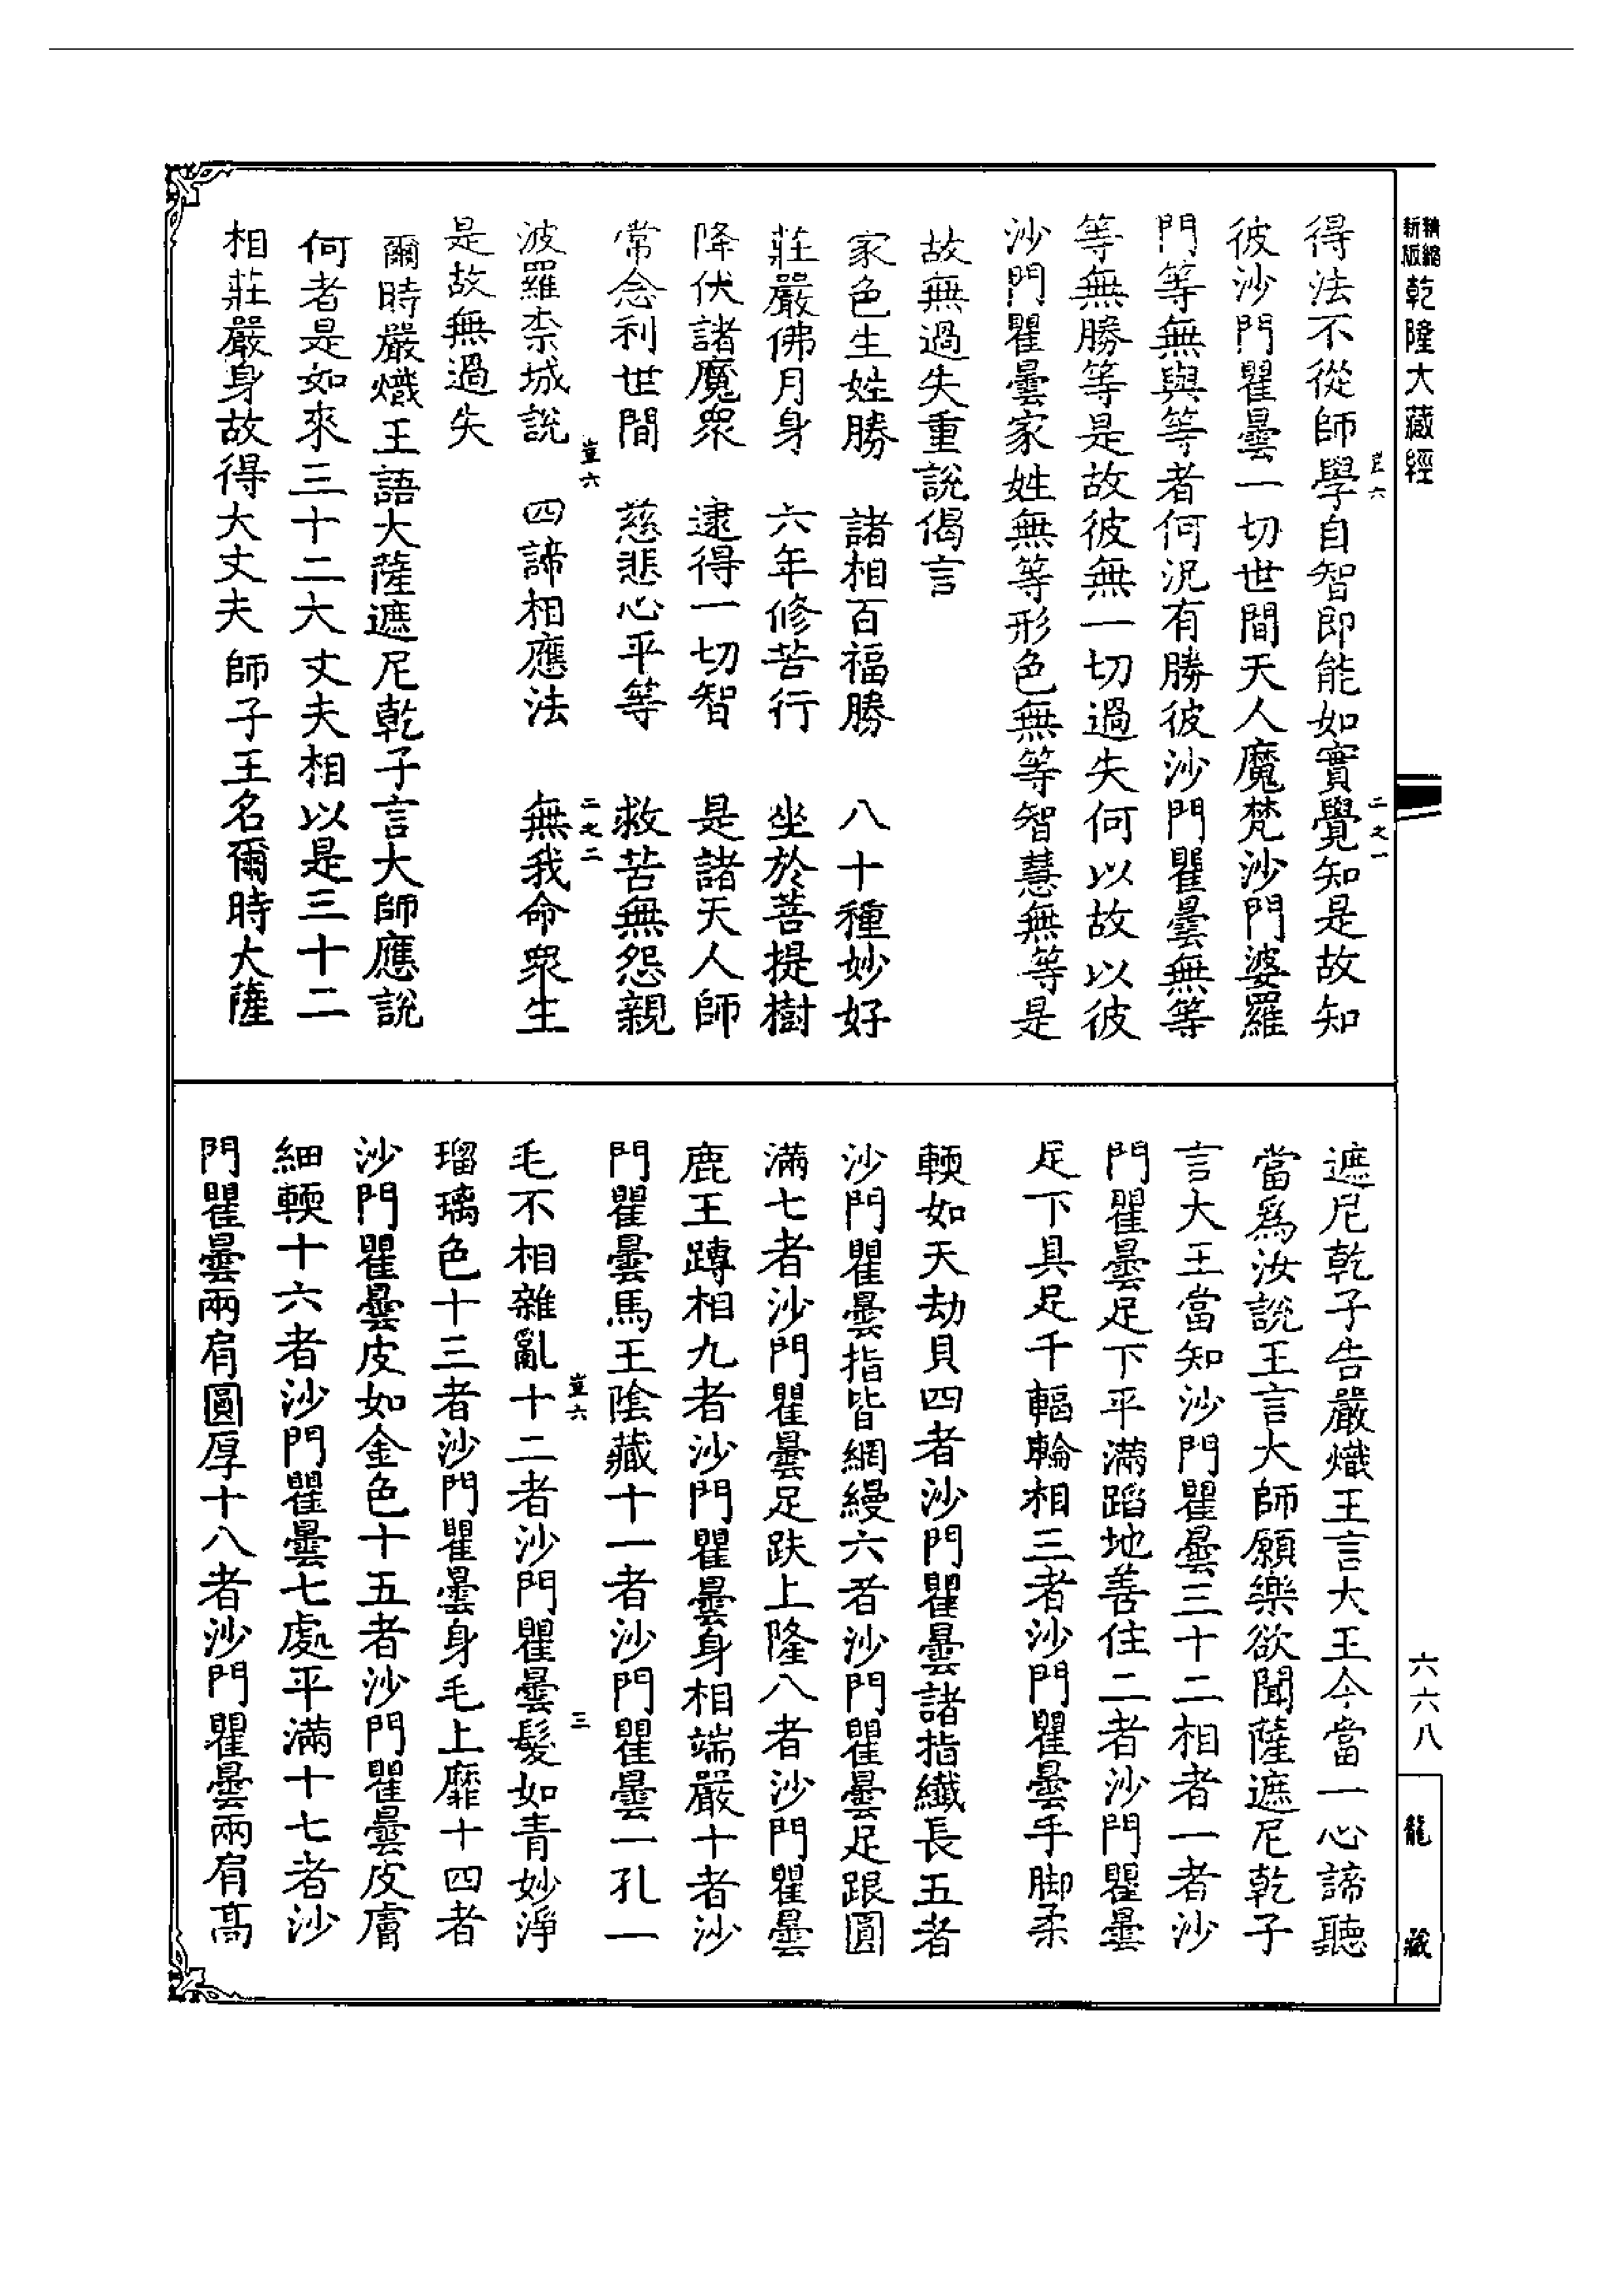 精縮
新版
乾隆大藏經
得法不從師學自智即能如實覺知是故知
豈六
二之一
彼沙門瞿曇一切世間天人魔梵沙門婆羅
門等無與等者何況有勝彼沙門瞿曇無等
等無勝等是故彼無一切過失何以故以彼
沙門瞿曇家姓無等形色無等智慧無等是
故無過失重說偈言
家色生姓勝　諸相百福勝　八十種妙好
莊嚴佛月身　六年修苦行　坐於菩提樹
降伏諸魔眾　逮得一切智　是諸天人師
常念利世間　慈悲心平等　救苦無怨親
豈六
二之二
波羅柰城說　四諦相應法　無我命眾生
是故無過失
爾時嚴熾王語大薩遮尼乾子言大師應說
何者是如來三十二大丈夫相以是三十二
相莊嚴身故得大丈夫師子王名爾時大薩
遮尼乾子告嚴熾王言大王今當一心諦聽
當為汝說王言大師願樂欲聞薩遮尼乾子
言大王當知沙門瞿曇三十二相者一者沙
門瞿曇足下平滿蹈地善住二者沙門瞿曇
足下具足千輻輪相三者沙門瞿曇手脚柔
輭如天劫貝四者沙門瞿曇諸指纖長五者
沙門瞿曇指皆網縵六者沙門瞿曇足跟圓
滿七者沙門瞿曇足趺上隆八者沙門瞿曇
鹿王蹲相九者沙門瞿曇身相端嚴十者沙
門瞿曇馬王陰藏十一者沙門瞿曇一孔一
豈六
三
毛不相雜亂十二者沙門瞿曇髮如青妙淨
瑠璃色十三者沙門瞿曇身毛上靡十四者
沙門瞿曇皮如金色十五者沙門瞿曇皮膚
細輭十六者沙門瞿曇七處平滿十七者沙
門瞿曇兩肩圓厚十八者沙門瞿曇兩肩高
六六八
龍藏